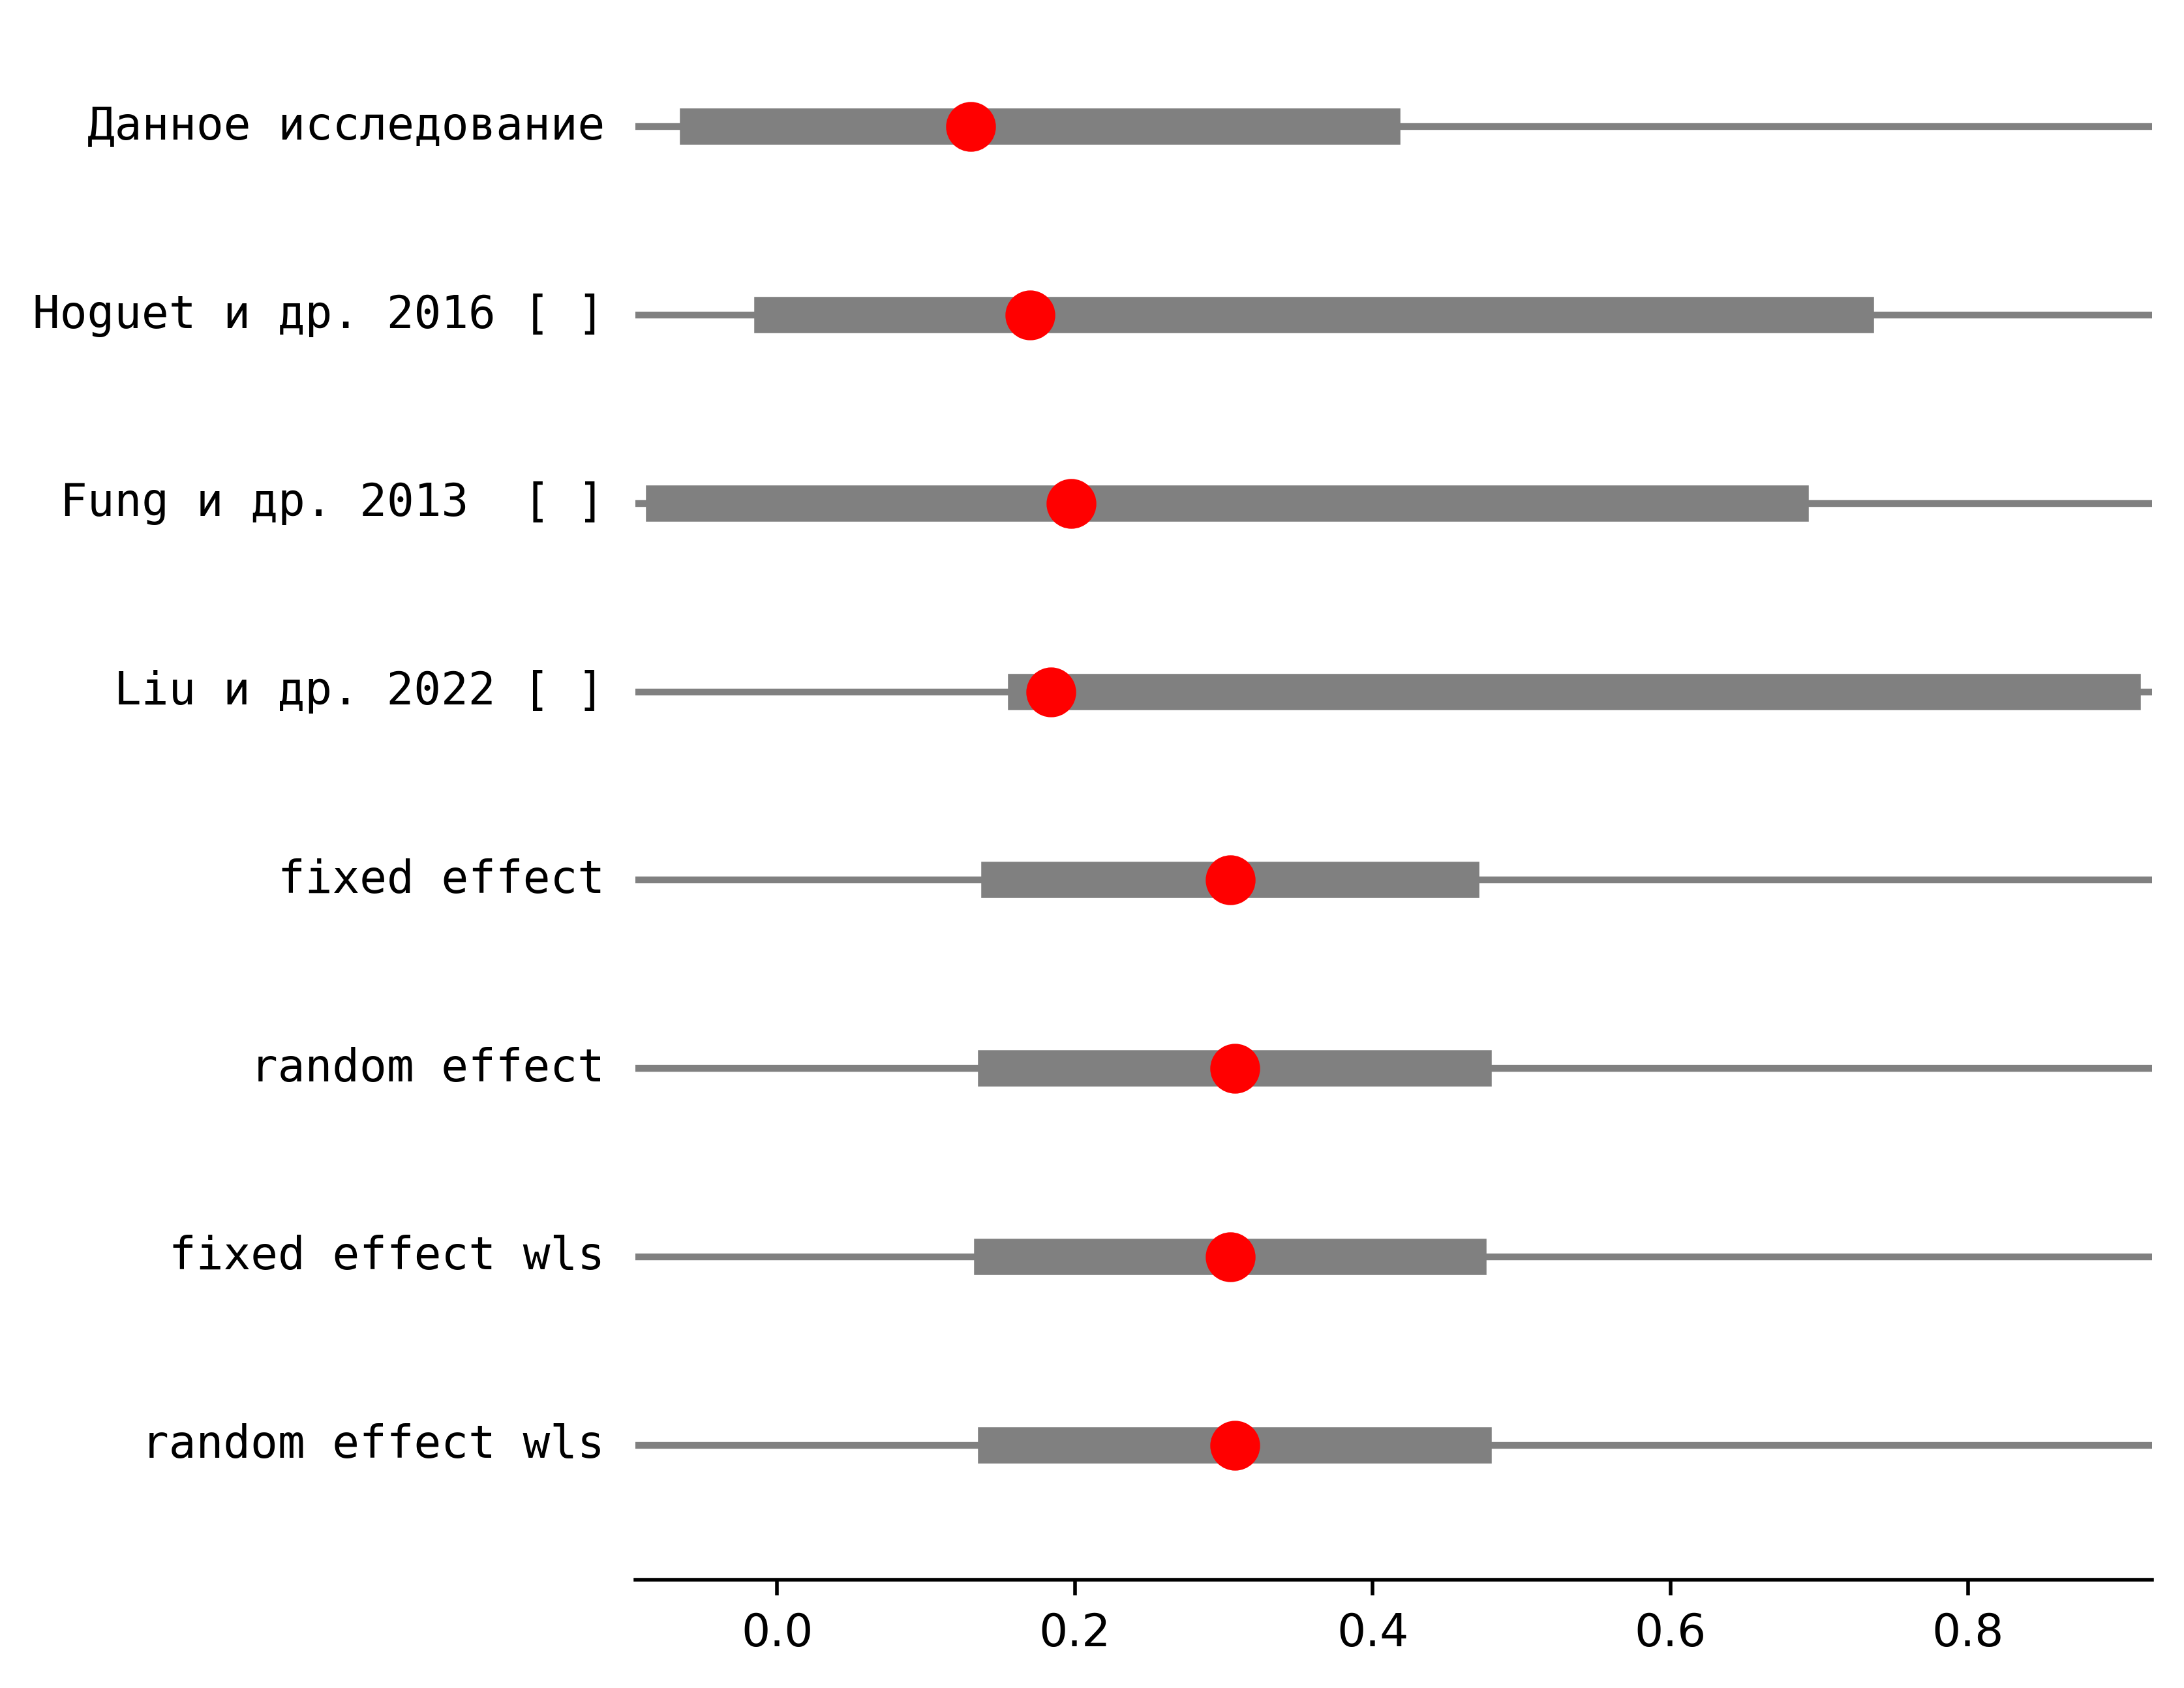 Данное исследование
Hoguet и др. 2016 [ ]
Fung и др. 2013  [ ]
Liu и др. 2022 [ ]
fixed effect
random effect
fixed effect wls
random effect wls
0.0 0.2 0.4 0.6 0.8